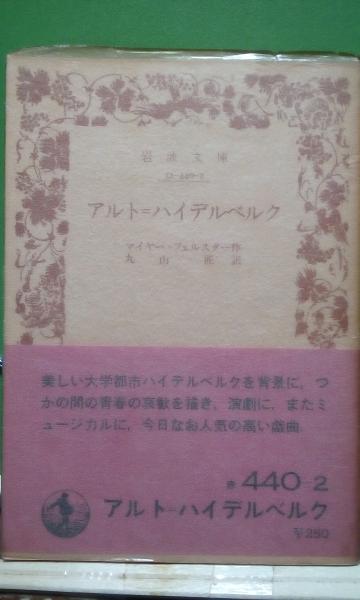 岩波文庫
アルト=ハイデルベルク
マイヤー・フェルスター作
丸山 匠訳
美しい大学都市ハイデルベルクを背景に，つ
かの間の青春の哀歓を描き，演劇に，またミ
ュージカルに，今日なお人気の高い戯曲．
赤 440-2
アルト=ハイデルベルク
¥250